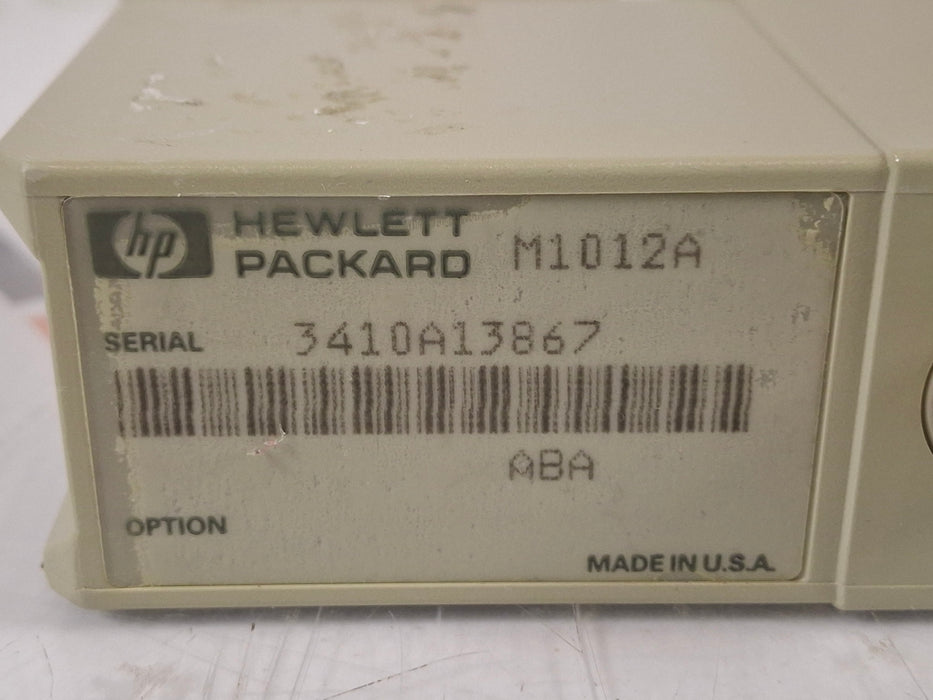 hp HEWLETT
PACKARD M1012A
SERIAL 3410A13867
ABA
OPTION
MADE IN U.S.A.